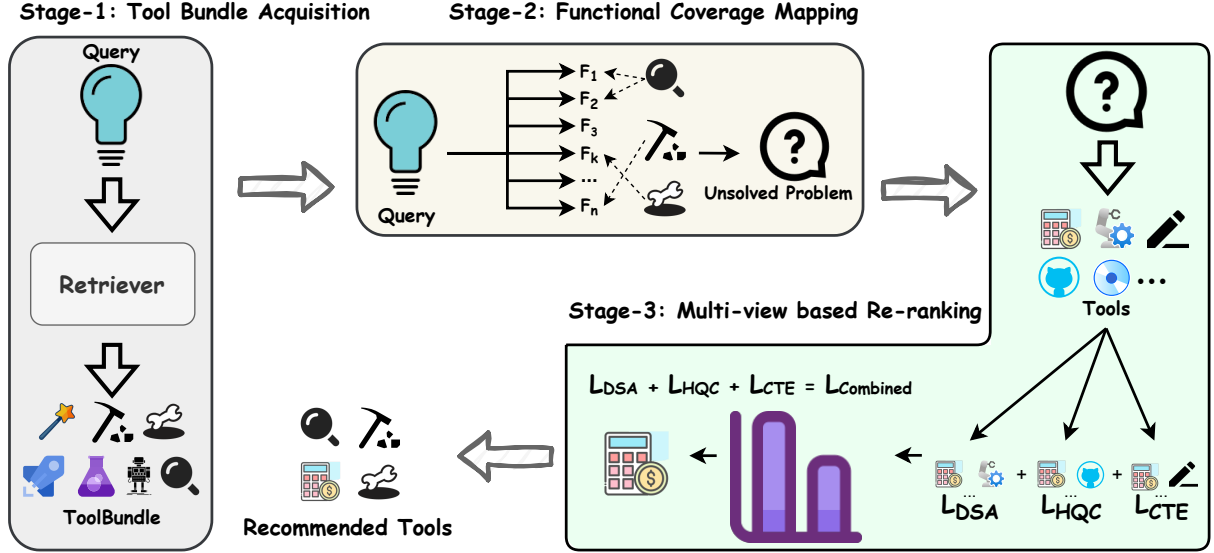 Stage-1: Tool Bundle Acquisition
Query
Retriever
ToolBundle
Stage-2: Functional Coverage Mapping
Query
F1
F2
F3
Fk
...
Fn
?
Unsolved Problem
?
$
...
Tools
Stage-3: Multi-view based Re-ranking
LDSA + LHQC + LCTE = LCombined
$
$ + $ + $
... ... ...
LDSA LHQC LCTE
$
Recommended Tools